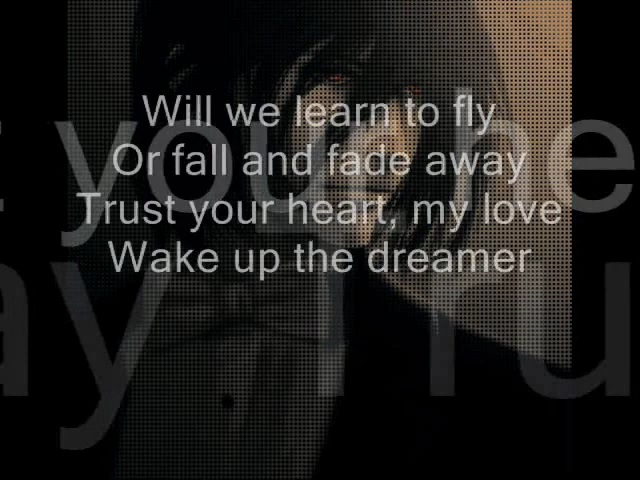 Will we learn to fly
Or fall and fade away
Trust your heart, my love
Wake up the dreamer